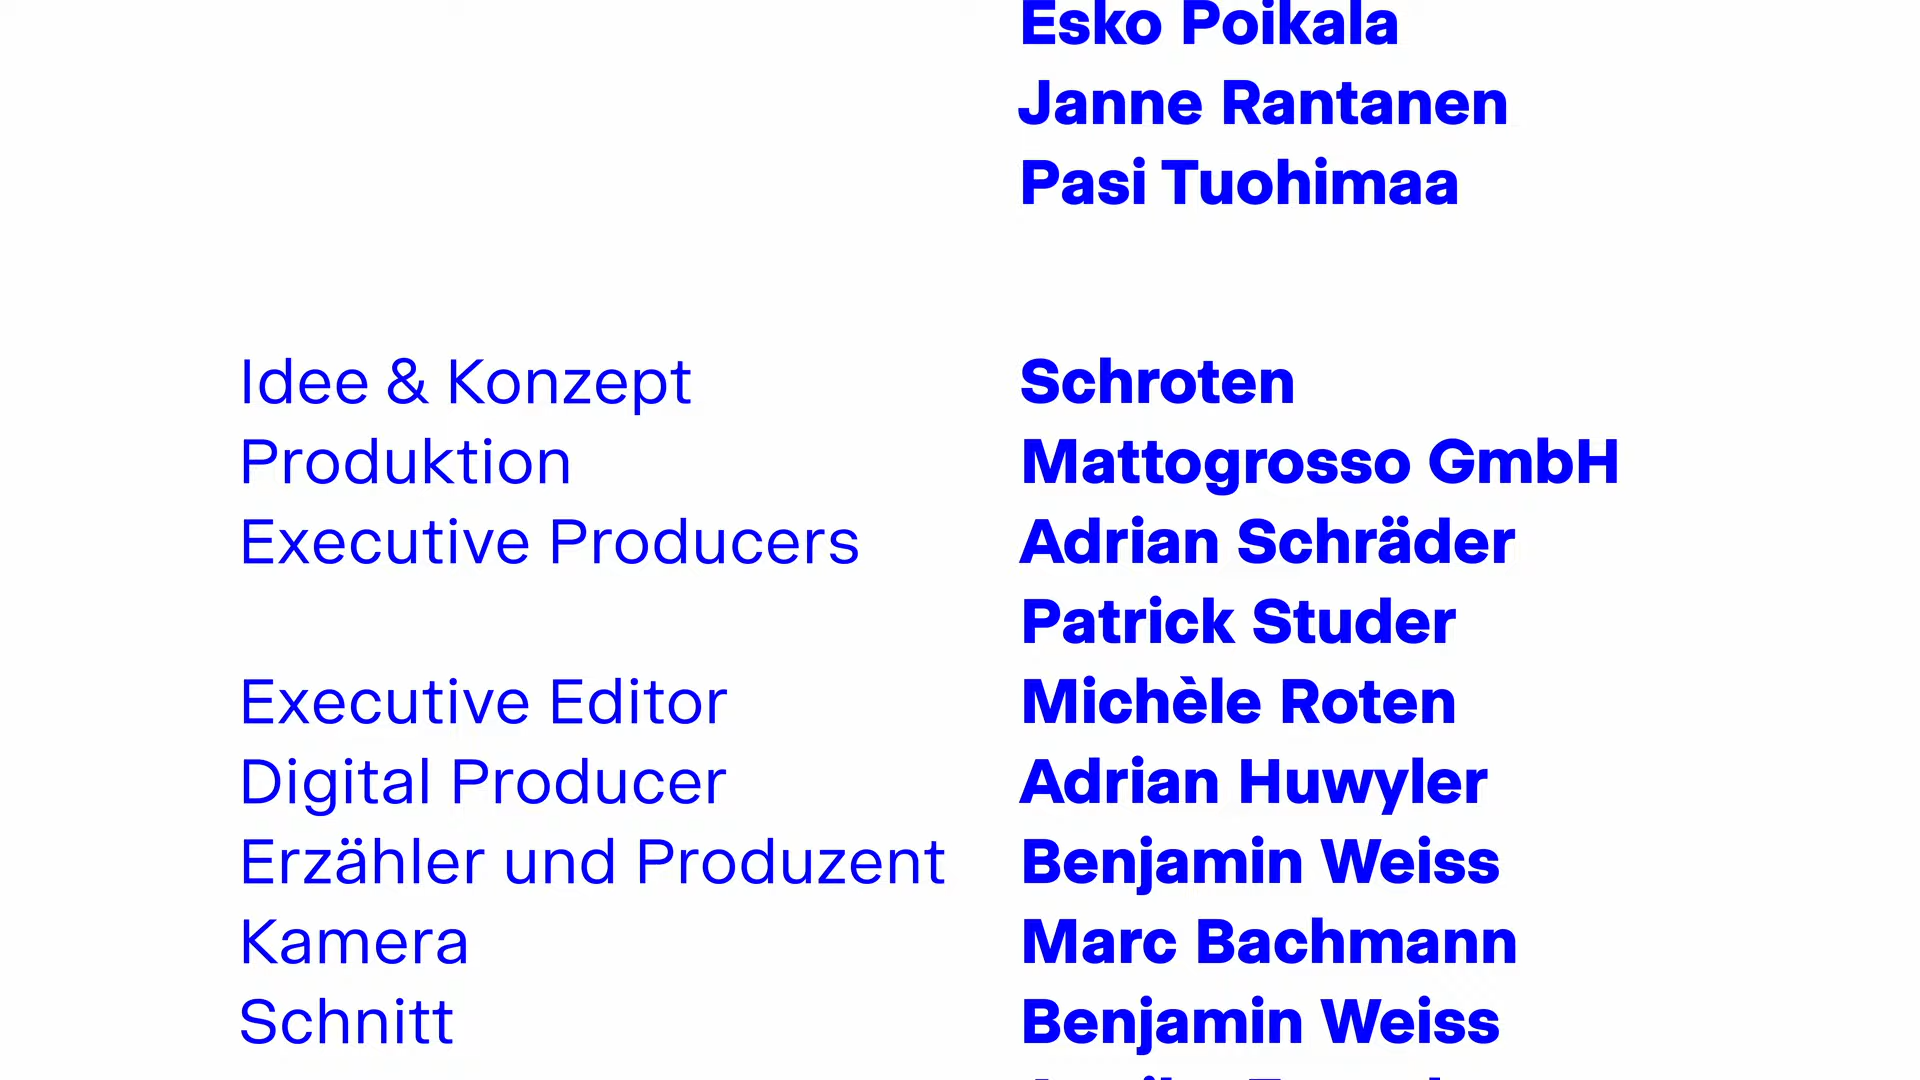 Esko Poikala
Janne Rantanen
Pasi Tuohimaa
Idee & Konzept Schroten
Produktion Mattogrosso GmbH
Executive Producers Adrian Schräder
Patrick Studer
Executive Editor Michèle Roten
Digital Producer Adrian Huwyler
Erzähler und Produzent Benjamin Weiss
Kamera Marc Bachmann
Schnitt Benjamin Weiss